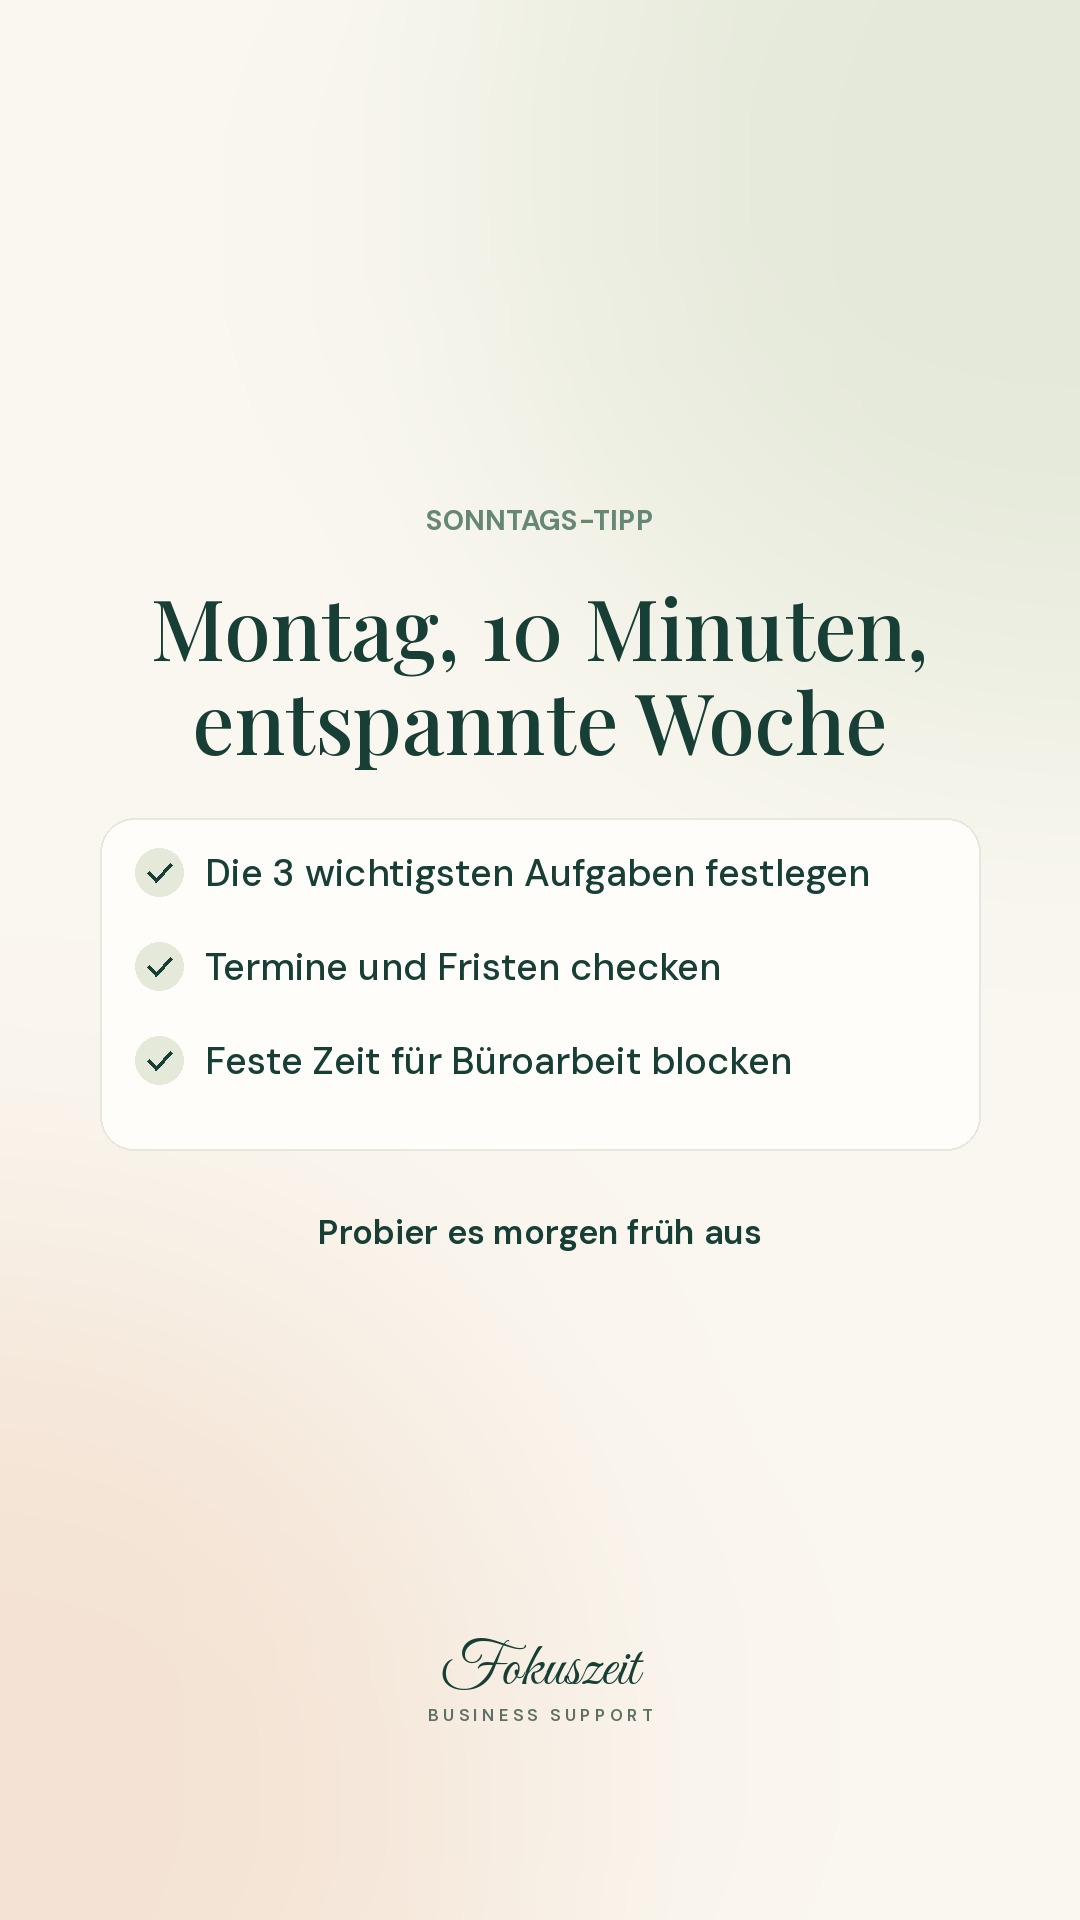 SONNTAGS-TIPP
Montag, 10 Minuten,
entspannte Woche
Die 3 wichtigsten Aufgaben festlegen
Termine und Fristen checken
Feste Zeit für Büroarbeit blocken
Probier es morgen früh aus
Fokuszeit
BUSINESS SUPPORT